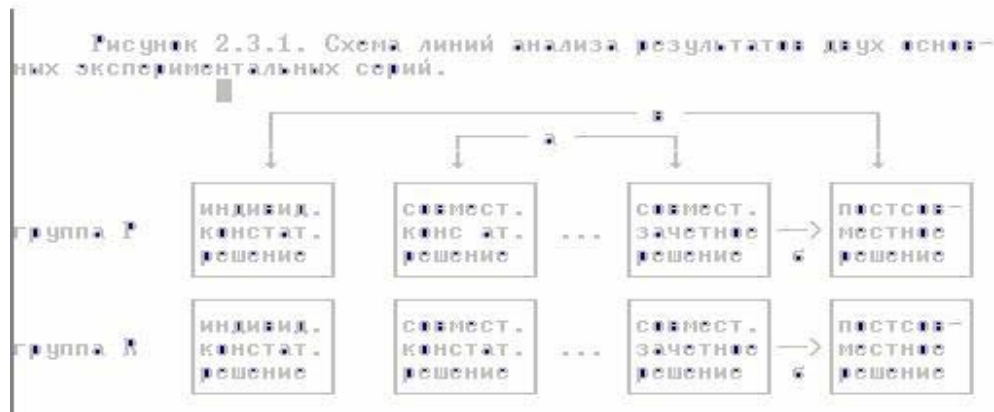 Рисунок 2.3.1. Схема линий анализа результатов двух основ-
ных экспериментальных серий.
в
а
индивид. совмест. совмест. постсов-
группа P констат. конс ат. ... зачетное —> местное
решение решение решение б решение
индивид. совмест. совмест. постсов-
группа R констат. констат. ... зачетное —> местное
решение решение решение б решение